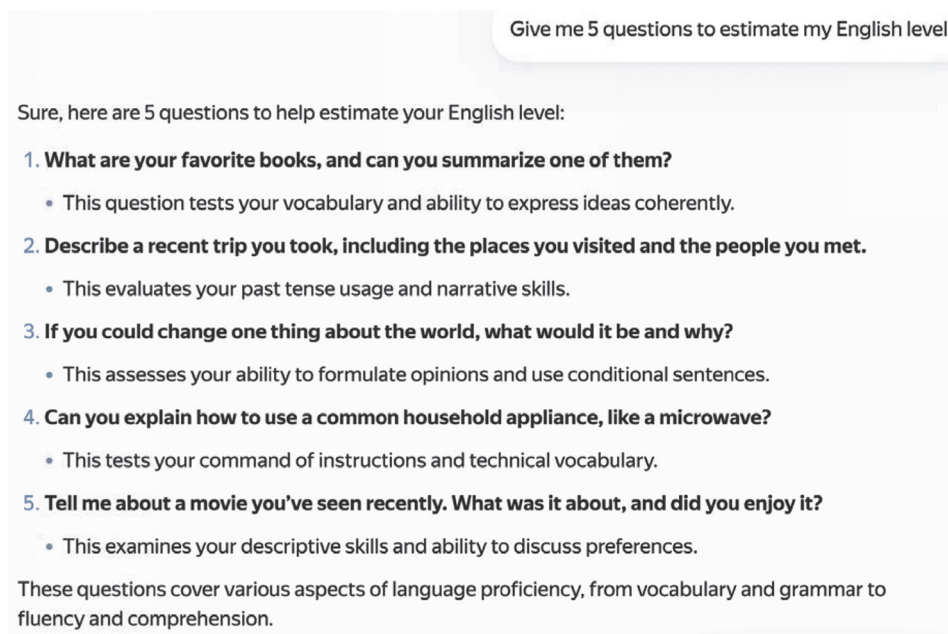 Give me 5 questions to estimate my English level
Sure, here are 5 questions to help estimate your English level:
1. What are your favorite books, and can you summarize one of them?
• This question tests your vocabulary and ability to express ideas coherently.
2. Describe a recent trip you took, including the places you visited and the people you met.
• This evaluates your past tense usage and narrative skills.
3. If you could change one thing about the world, what would it be and why?
• This assesses your ability to formulate opinions and use conditional sentences.
4. Can you explain how to use a common household appliance, like a microwave?
• This tests your command of instructions and technical vocabulary.
5. Tell me about a movie you’ve seen recently. What was it about, and did you enjoy it?
• This examines your descriptive skills and ability to discuss preferences.
These questions cover various aspects of language proficiency, from vocabulary and grammar to
fluency and comprehension.